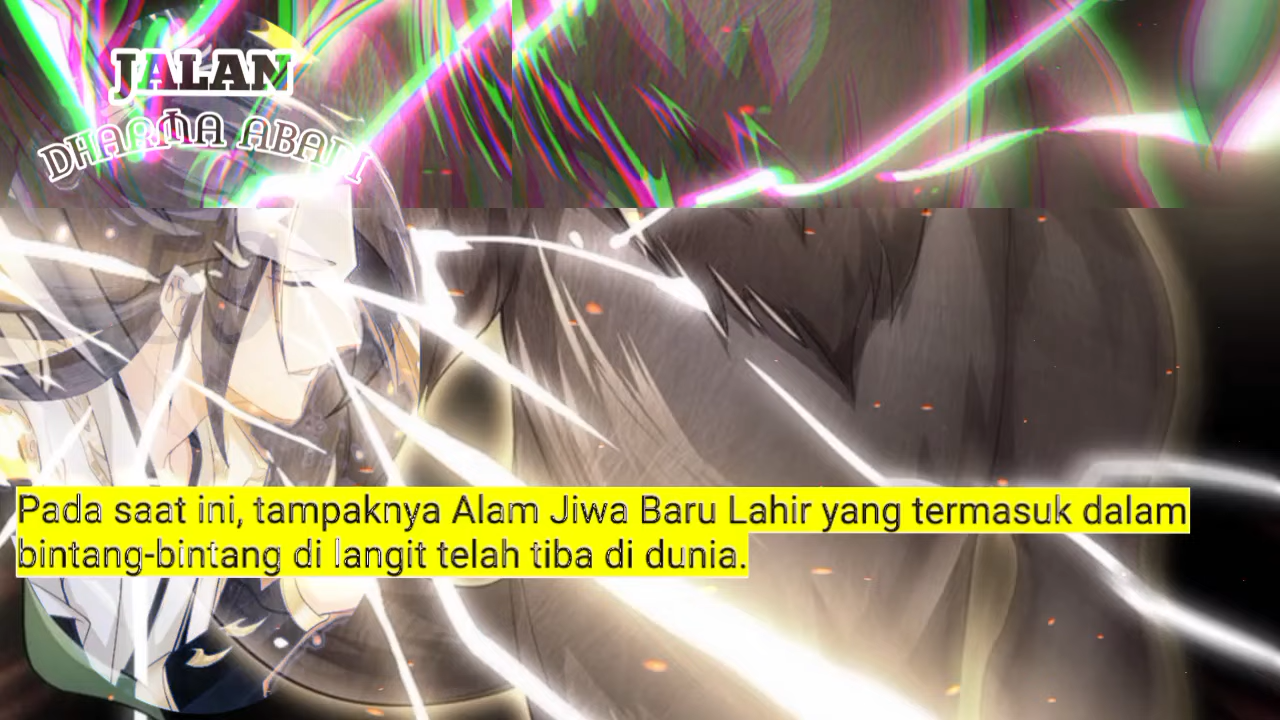 JALAN
DHARMA ABADI
Pada saat ini, tampaknya Alam Jiwa Baru Lahir yang termasuk dalam
bintang-bintang di langit telah tiba di dunia.